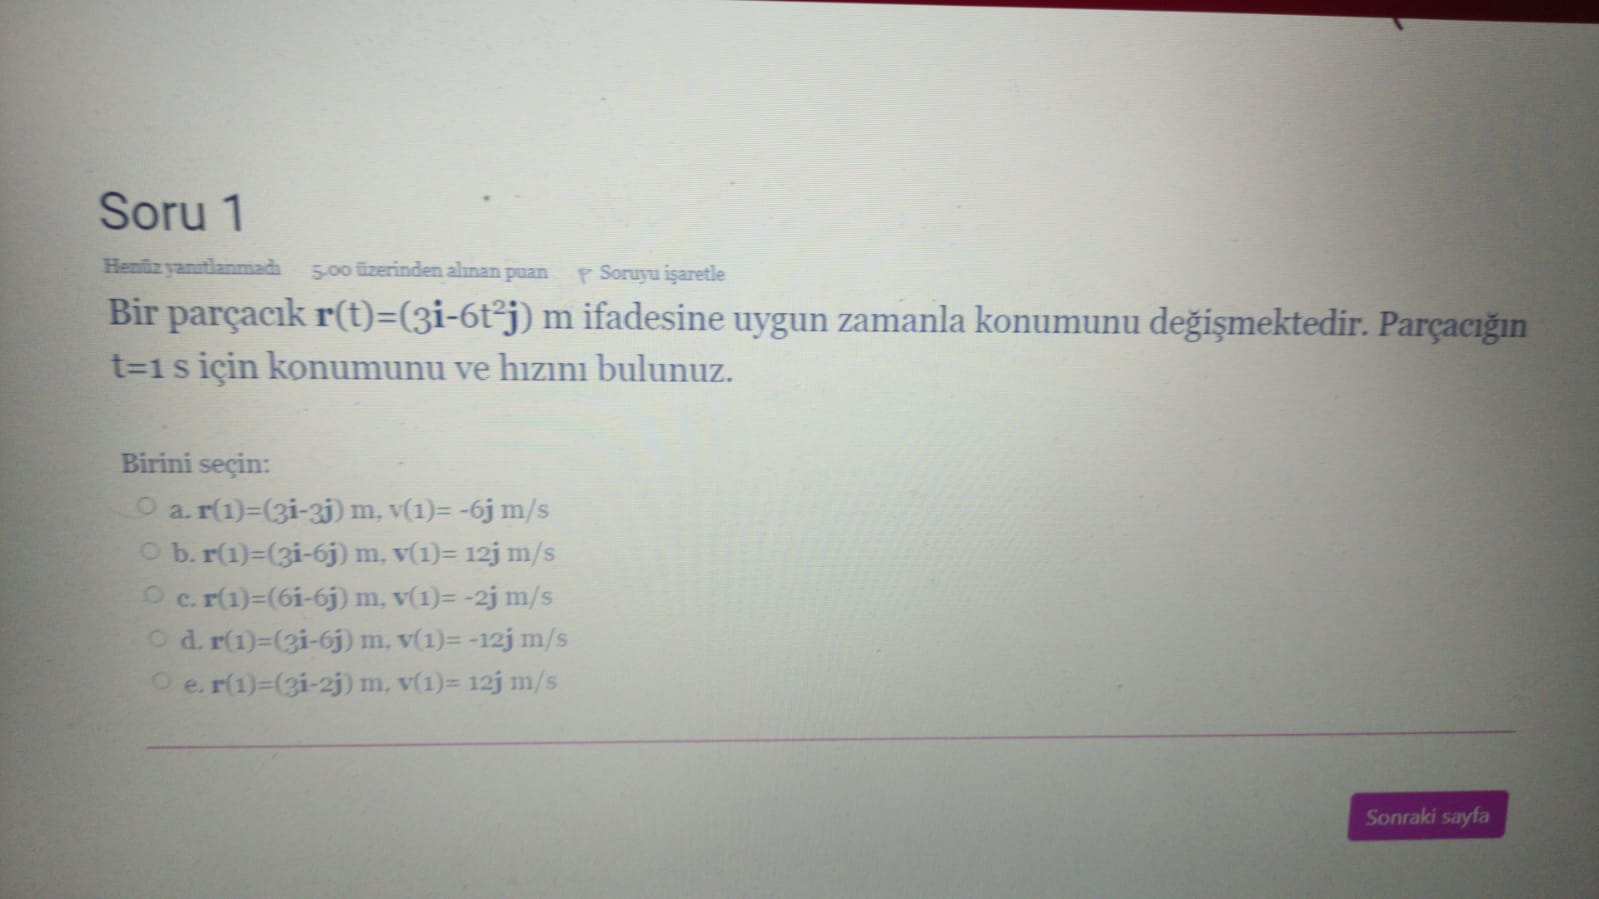 Soru 1
Henüz yanıtlanmadı 5,00 üzerinden alınan puan Soruyu işaretle
Bir parçacık r(t)=(3i-6t²j) m ifadesine uygun zamanla konumunu değişmektedir. Parçacığın
t=1 s için konumunu ve hızını bulunuz.
Birini seçin:
a. r(1)=(3i-3j) m, v(1)= -6j m/s
b. r(1)=(3i-6j) m, v(1)= 12j m/s
c. r(1)=(6i-6j) m, v(1)= -2j m/s
d. r(1)=(3i-6j) m, v(1)= -12j m/s
e. r(1)=(3i-2j) m, v(1)= 12j m/s
Sonraki sayfa